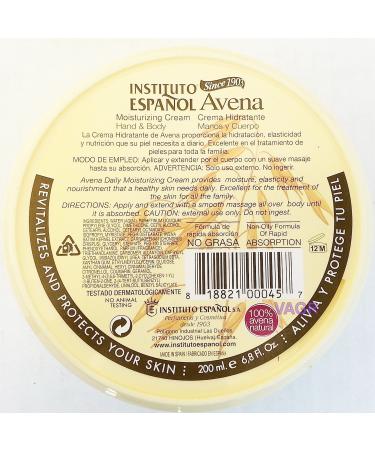 INSTITUTO Since 1903
ESPAÑOL Avena
Moisturizing Cream Crema Hidratante
Hand & Body Manos y Cuerpo
La Crema Hidratante de Avena proporciona la hidratación, elasticidad
y nutrición que su piel necesita a diario. Excelente en el tratamiento
de pieles para toda la familia.
MODO DE EMPLEO: Aplicar y extender por el cuerpo con un suave masaje
hasta su absorción. ADVERTENCIA: Sólo uso externo. No ingerir.
Avena Daily Moisturizing Cream provides moisture, elasticity and
nourishment that a healthy skin needs daily. Excellent for the treatment
of the skin for all the family.
DIRECTIONS: Apply and extend with a smooth massage all over body until
it is absorbed. CAUTION: external use only. Do not ingest.
Fórmula de
rápida absorción
NO GRASA
Non-Oily Formula
Of Rapid
ABSORPTION
12 M
TESTADO DERMATOLÓGICAMENTE
NO ANIMAL
TESTING
8 18821 00045 7
VAGR
INSTITUTO ESPAÑOL S.A.
Perfumería y Cosmética
desde 1903
Polígono Industrial Las Dueñas
21740 HINOJOS (Huelva) España.
www.institutoespanol.com
MADE IN SPAIN / FABRICADO EN ESPAÑA
100%
avena
natural
200 ml. e 6,8 Fl. Oz.
REVITALIZES AND PROTECTS YOUR SKIN
PROTEGE TU PIEL